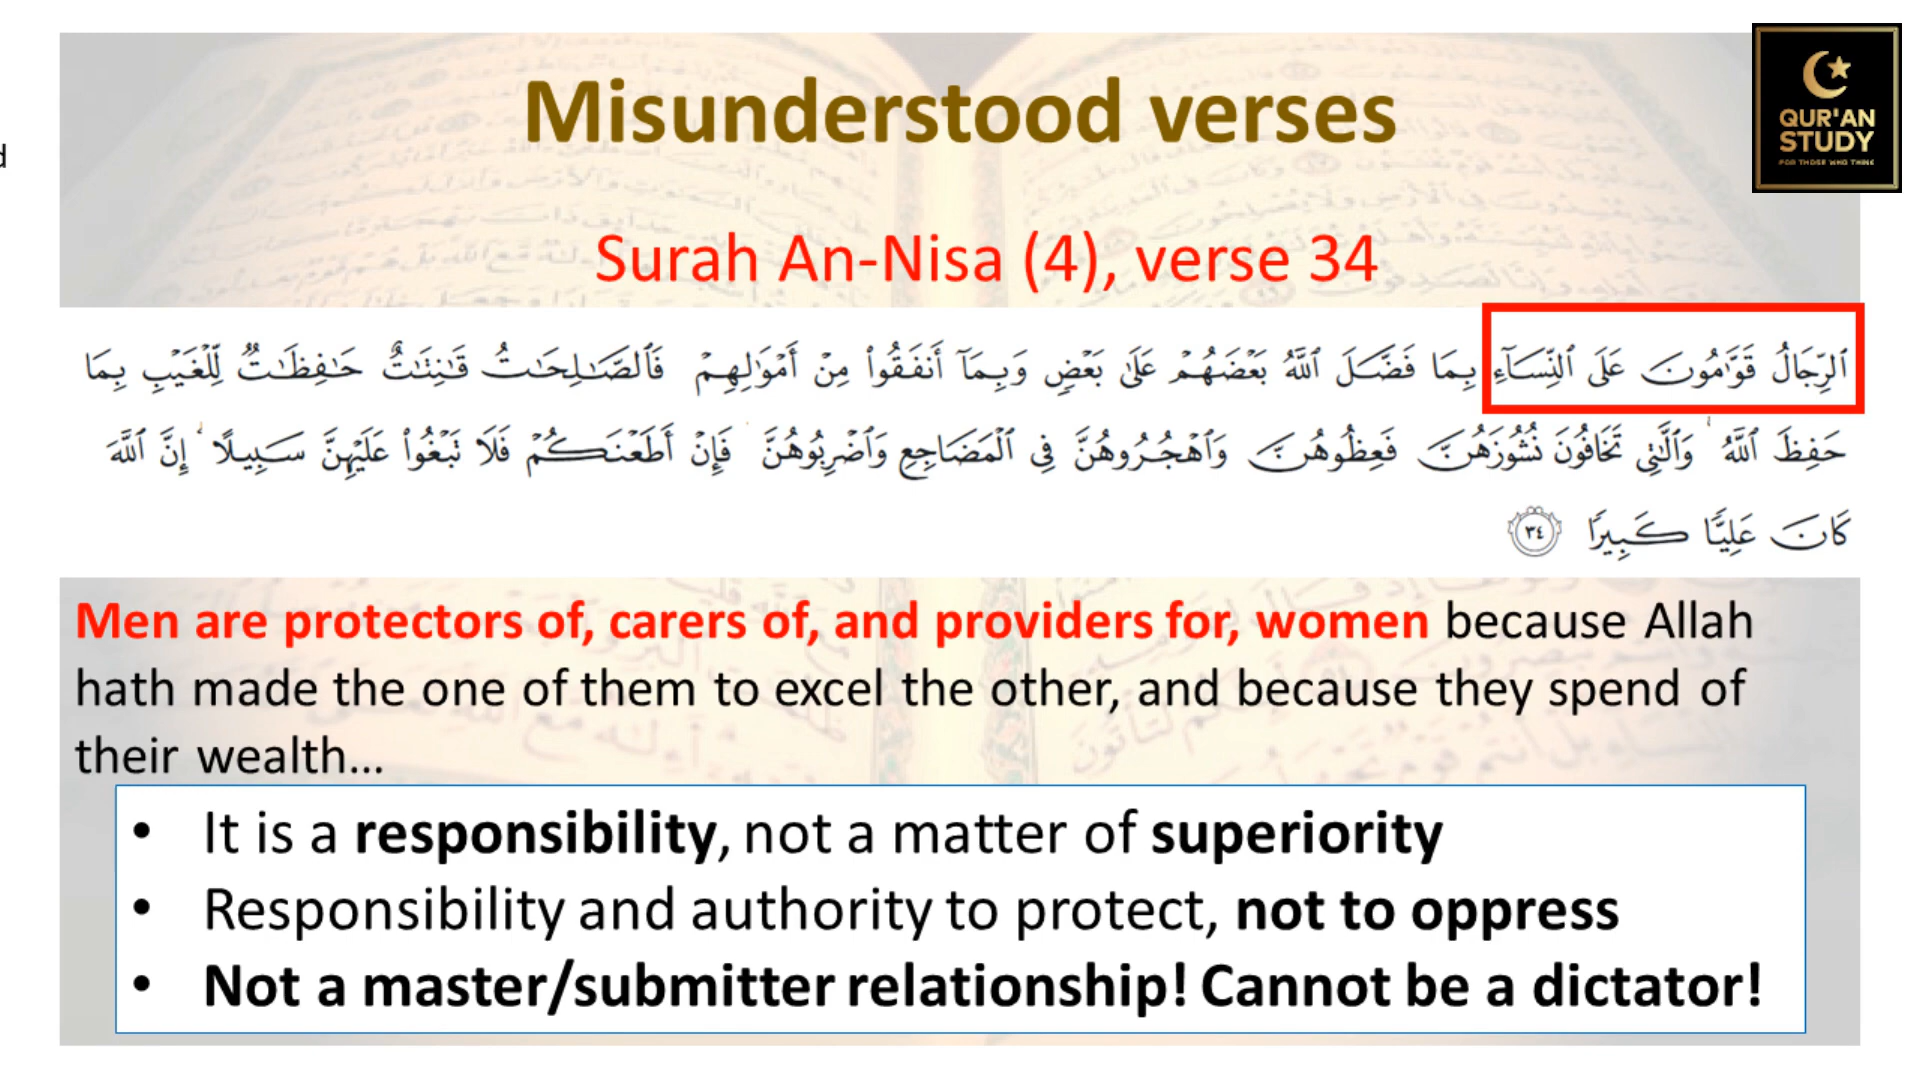 Misunderstood verses
QUR'AN
STUDY
FOR THOSE WHO THINK
d
Surah An-Nisa (4), verse 34
ٱلرِّجَالُ قَوَّٰمُونَ عَلَى ٱلنِّسَآءِ بِمَا فَضَّلَ ٱللَّهُ بَعْضَهُمْ عَلَىٰ بَعْضٍ وَبِمَآ أَنفَقُوا۟ مِنْ أَمْوَٰلِهِمْ ۚ فَٱلصَّـٰلِحَـٰتُ قَـٰنِتَـٰتٌ حَـٰفِظَـٰتٌ لِّلْغَيْبِ بِمَا
حَفِظَ ٱللَّهُ ۚ وَٱلَّـٰتِى تَخَافُونَ نُشُوزَهُنَّ فَعِظُوهُنَّ وَٱهْجُرُوهُنَّ فِى ٱلْمَضَاجِعِ وَٱضْرِبُوهُنَّ ۖ فَإِنْ أَطَعْنَكُمْ فَلَا تَبْغُوا۟ عَلَيْهِنَّ سَبِيلًا ۗ إِنَّ ٱللَّهَ
كَانَ عَلِيًّا كَبِيرًا ٣٤
Men are protectors of, carers of, and providers for, women because Allah
hath made the one of them to excel the other, and because they spend of
their wealth...
• It is a responsibility, not a matter of superiority
• Responsibility and authority to protect, not to oppress
• Not a master/submitter relationship! Cannot be a dictator!